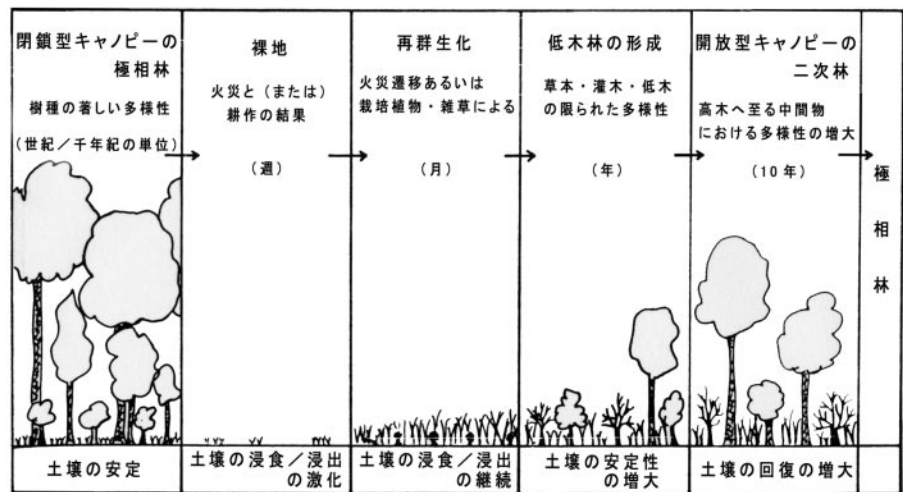 閉鎖型キャノピーの
極相林
樹種の著しい多様性
(世紀／千年紀の単位)
裸地
火災と(または)
耕作の結果
(週)
再群生化
火災遷移あるいは
栽培植物・雑草による
(月)
低木林の形成
草本・灌木・低木
の限られた多様性
(年)
開放型キャノピーの
二次林
高木へ至る中間物
における多様性の増大
(10年)
極相林
土壌の安定
土壌の浸食／浸出
の激化
土壌の浸食／浸出
の継続
土壌の安定性
の増大
土壌の回復の増大